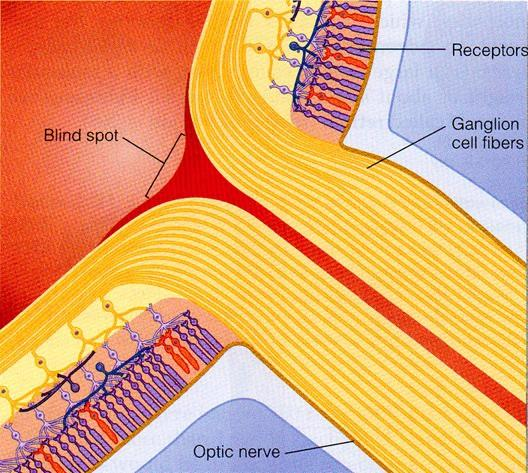 Receptors
Blind spot
Ganglion
cell fibers
Optic nerve